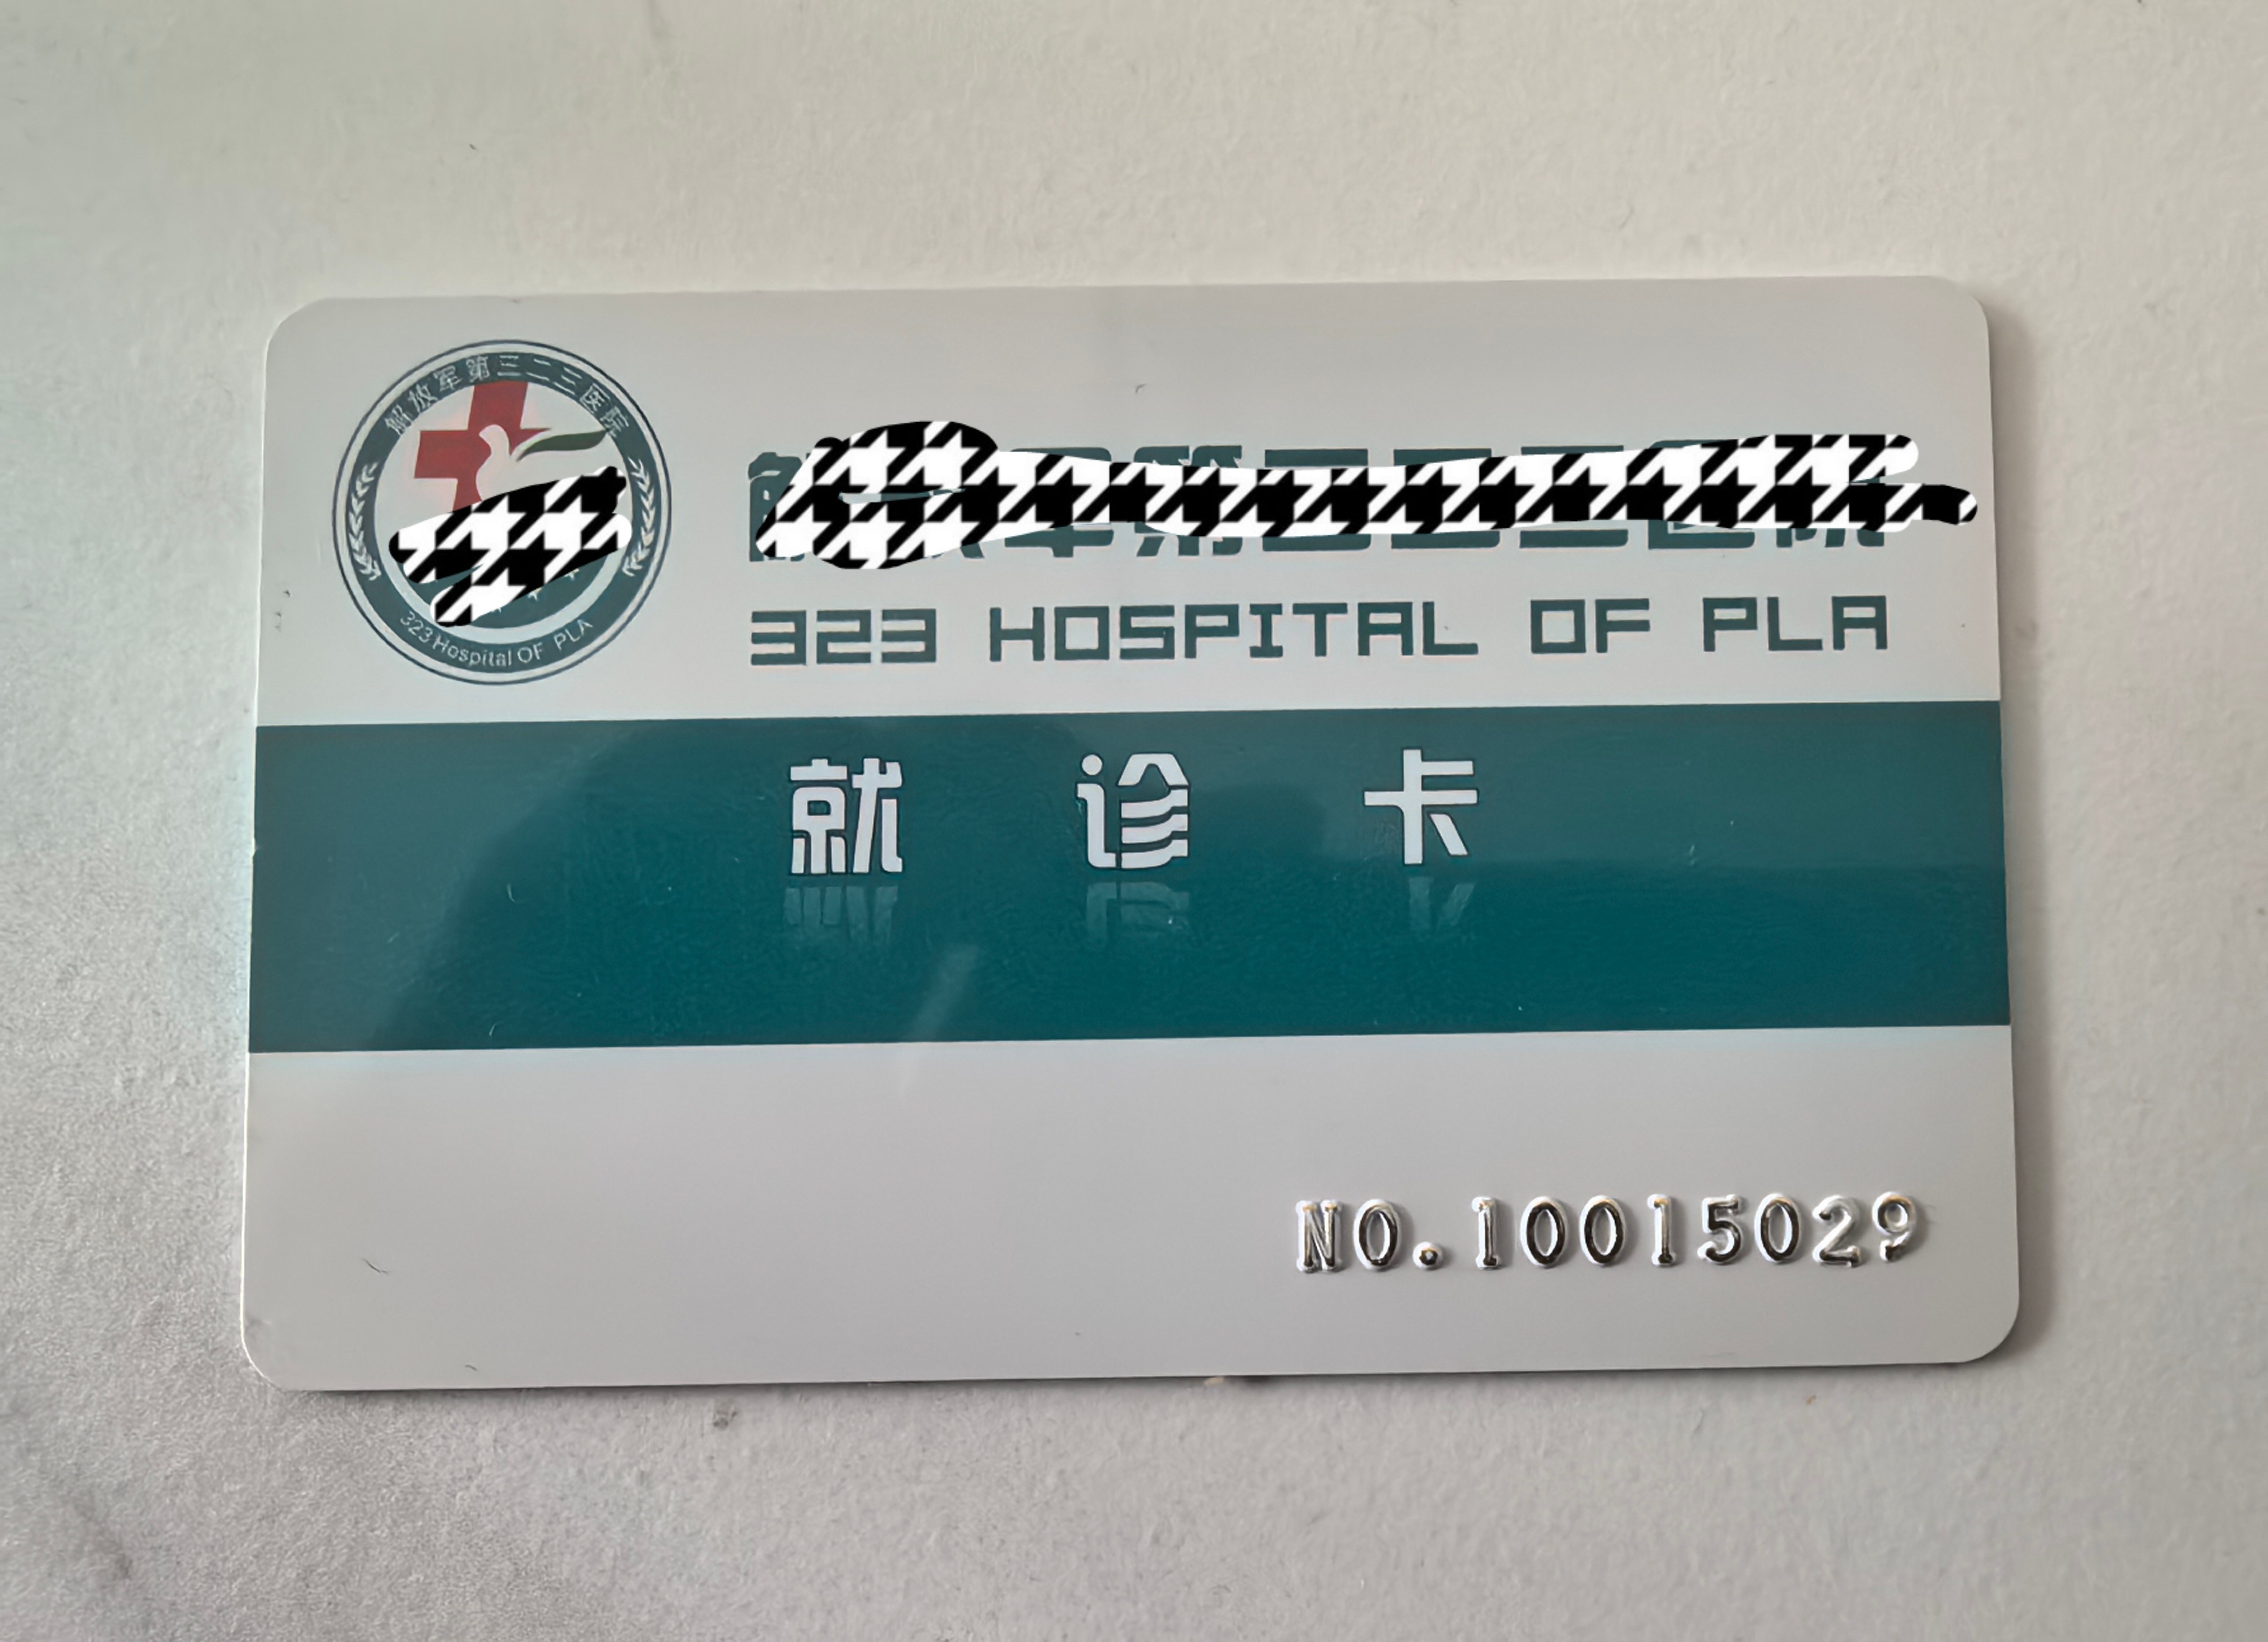 解放军第三二三医院
323 Hospital OF PLA
323 HOSPITAL OF PLA
就诊卡
NO.10015029